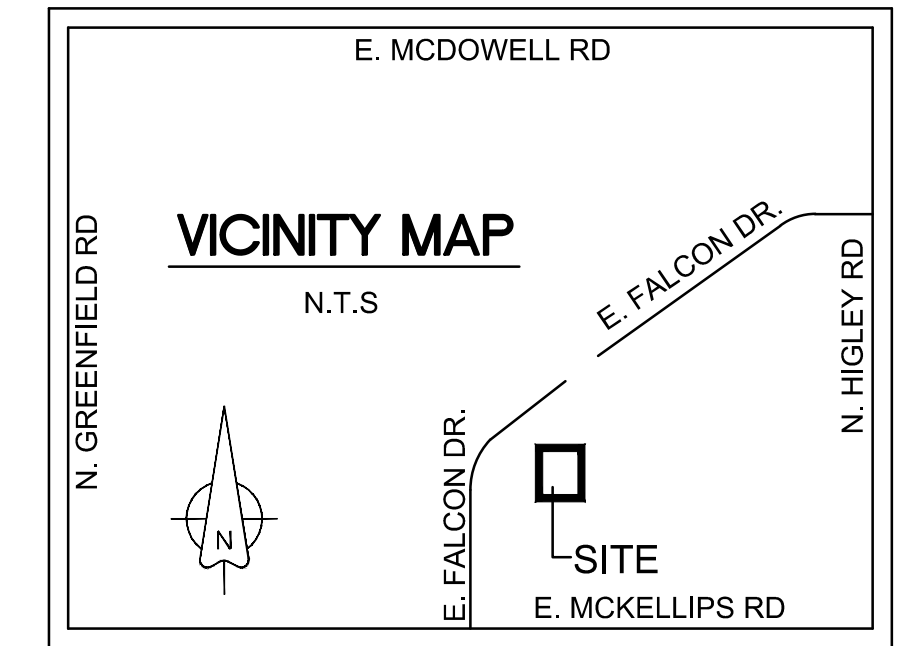 E. MCDOWELL RD
VICINITY MAP
N.T.S
N. GREENFIELD RD
E. FALCON DR.
N. HIGLEY RD
E. FALCON DR.
N
SITE
E. MCKELLIPS RD